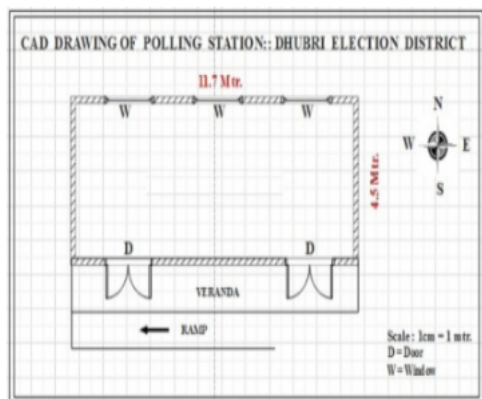 CAD DRAWING OF POLLING STATION:: DHUBRI ELECTION DISTRICT
11.7 Mtr.
W W W
N
W E
S
4.5 Mtr.
D D
VERANDA
RAMP
Scale : 1cm = 1 mtr.
D = Door
W = Window